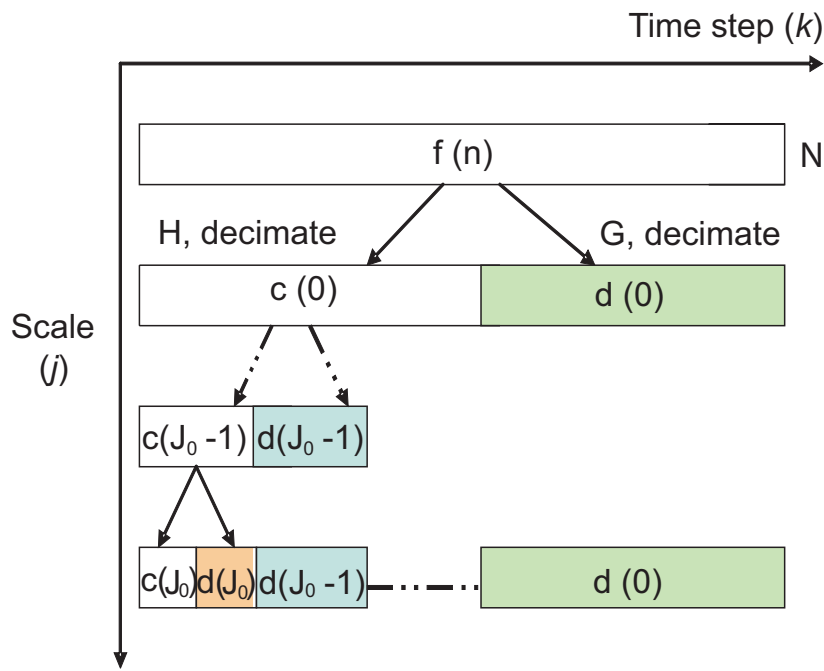 Time step (k)
f (n)
N
H, decimate
G, decimate
c (0)
d (0)
Scale
(j)
c(J₀ -1)
d(J₀ -1)
c(J₀)
d(J₀)
d(J₀ -1)
d (0)